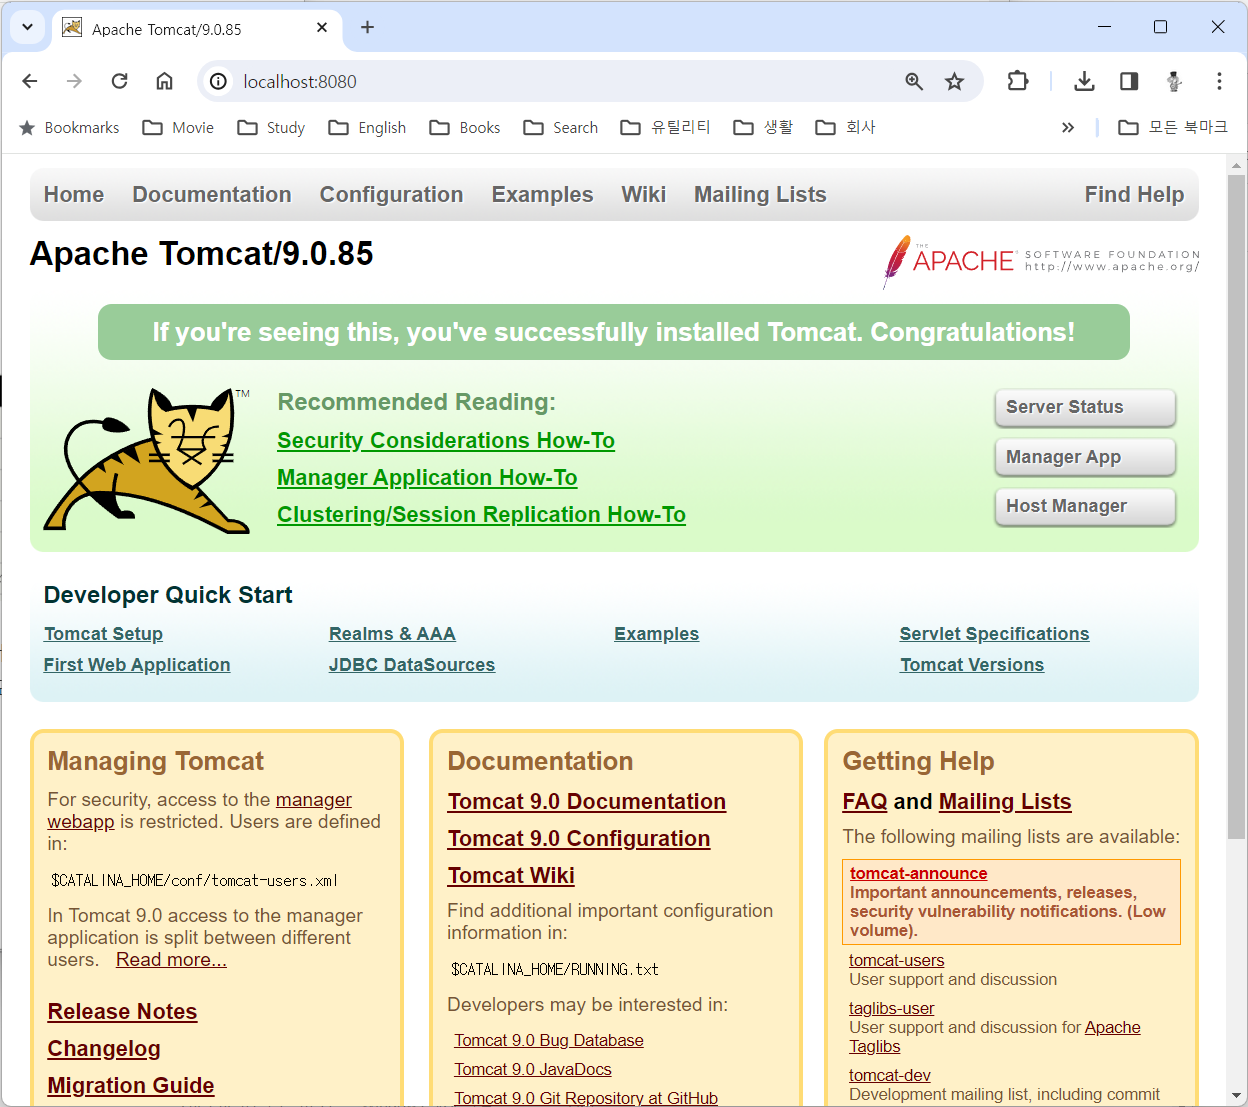 Apache Tomcat/9.0.85
localhost:8080
Bookmarks Movie Study English Books Search 유틸리티 생활 회사 모든 북마크
Home Documentation Configuration Examples Wiki Mailing Lists Find Help
Apache Tomcat/9.0.85
THE APACHE SOFTWARE FOUNDATION
http://www.apache.org/
If you're seeing this, you've successfully installed Tomcat. Congratulations!
TM
Recommended Reading:
Security Considerations How-To
Manager Application How-To
Clustering/Session Replication How-To
Server Status
Manager App
Host Manager
Developer Quick Start
Tomcat Setup
First Web Application
Realms & AAA
JDBC DataSources
Examples
Servlet Specifications
Tomcat Versions
Managing Tomcat
For security, access to the manager
webapp is restricted. Users are defined
in:
$CATALINA_HOME/conf/tomcat-users.xml
In Tomcat 9.0 access to the manager
application is split between different
users. Read more...
Release Notes
Changelog
Migration Guide
Documentation
Tomcat 9.0 Documentation
Tomcat 9.0 Configuration
Tomcat Wiki
Find additional important configuration
information in:
$CATALINA_HOME/RUNNING.txt
Developers may be interested in:
Tomcat 9.0 Bug Database
Tomcat 9.0 JavaDocs
Tomcat 9.0 Git Repository at GitHub
Getting Help
FAQ and Mailing Lists
The following mailing lists are available:
tomcat-announce
Important announcements, releases,
security vulnerability notifications. (Low
volume).
tomcat-users
User support and discussion
taglibs-user
User support and discussion for Apache
Taglibs
tomcat-dev
Development mailing list, including commit